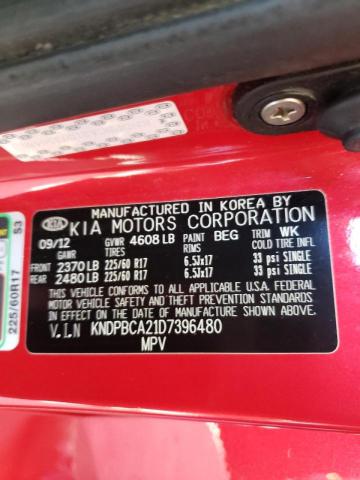 MANUFACTURED IN KOREA BY
KIA KIA MOTORS CORPORATION
09/12 GVWR 4608 LB PAINT BEG TRIM WK
GAWR TIRES RIMS COLD TIRE INFL
FRONT 2370 LB 225/60 R17 6.5Jx17 33 psi SINGLE
REAR 2480 LB 225/60 R17 6.5Jx17 33 psi SINGLE
THIS VEHICLE CONFORMS TO ALL APPLICABLE U.S.A. FEDERAL
MOTOR VEHICLE SAFETY AND THEFT PREVENTION STANDARDS
IN EFFECT ON THE DATE OF MANUFACTURE SHOWN ABOVE.
V.I.N KNDPBCA21D7396480
MPV
225/60R17 S3